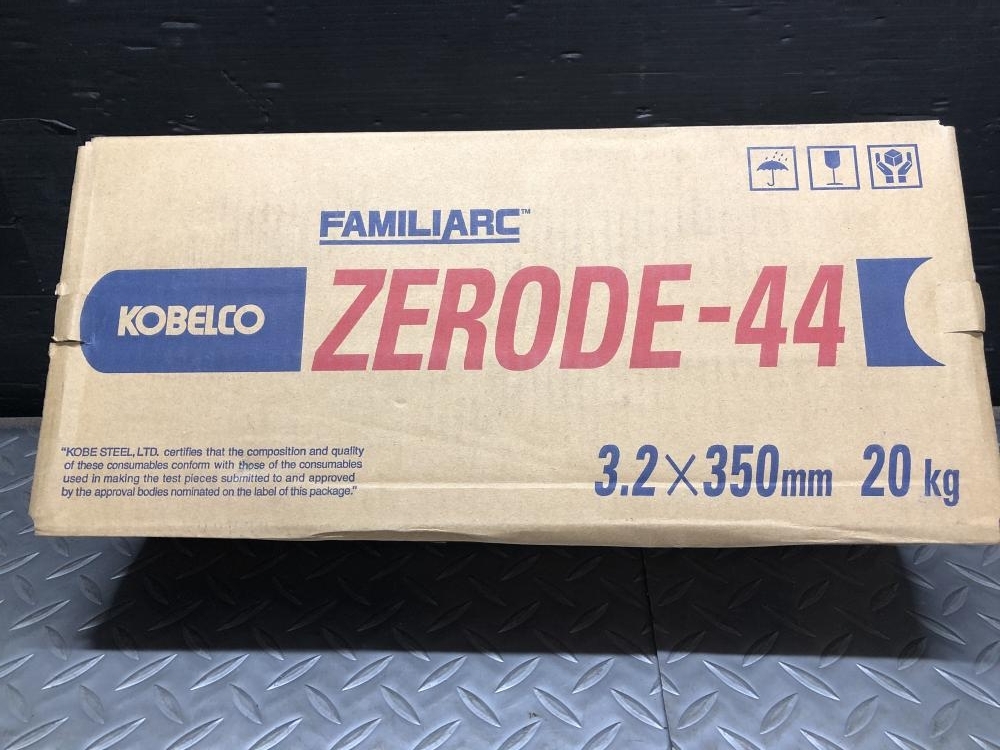 FAMILIARC™
KOBELCO
ZERODE-44
"KOBE STEEL, LTD. certifies that the composition and quality
of these consumables conform with those of the consumables
used in making the test pieces submitted to and approved
by the approval bodies nominated on the label of this package."
3.2×350mm 20 kg